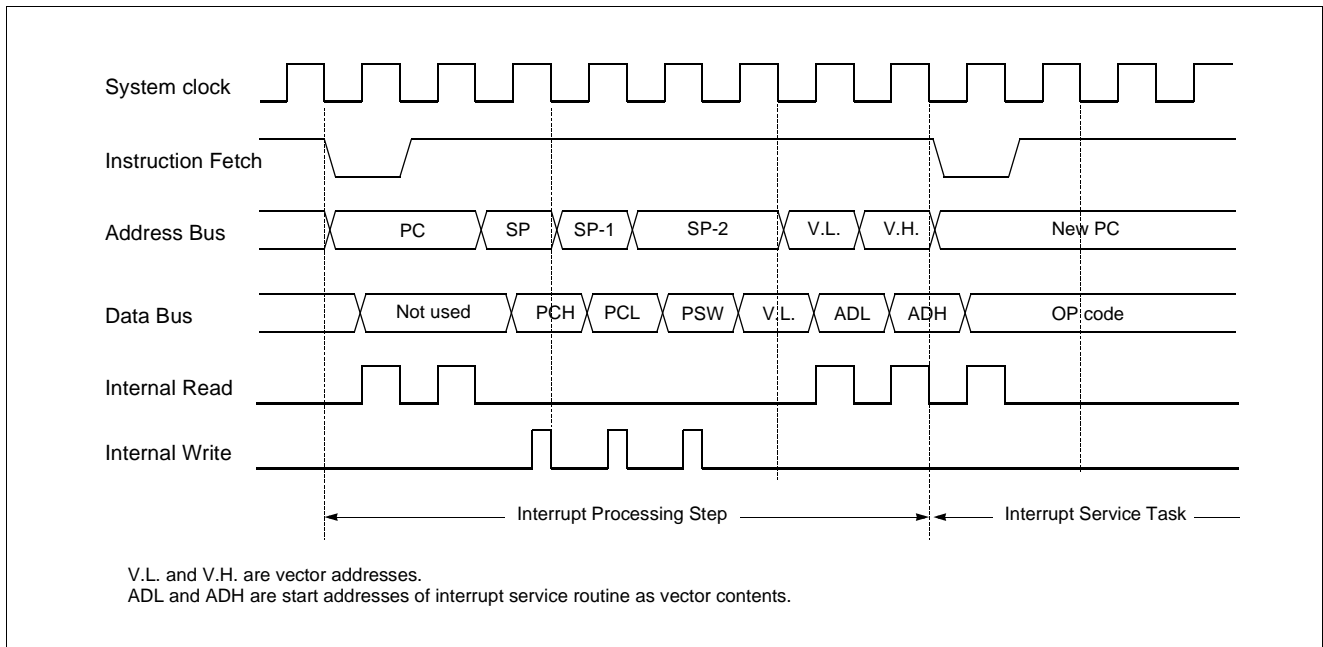 System clock
Instruction Fetch
Address Bus
PC
SP
SP-1
SP-2
V.L.
V.H.
New PC
Data Bus
Not used
PCH
PCL
PSW
V.L.
ADL
ADH
OP code
Internal Read
Internal Write
Interrupt Processing Step
Interrupt Service Task
V.L. and V.H. are vector addresses.
ADL and ADH are start addresses of interrupt service routine as vector contents.